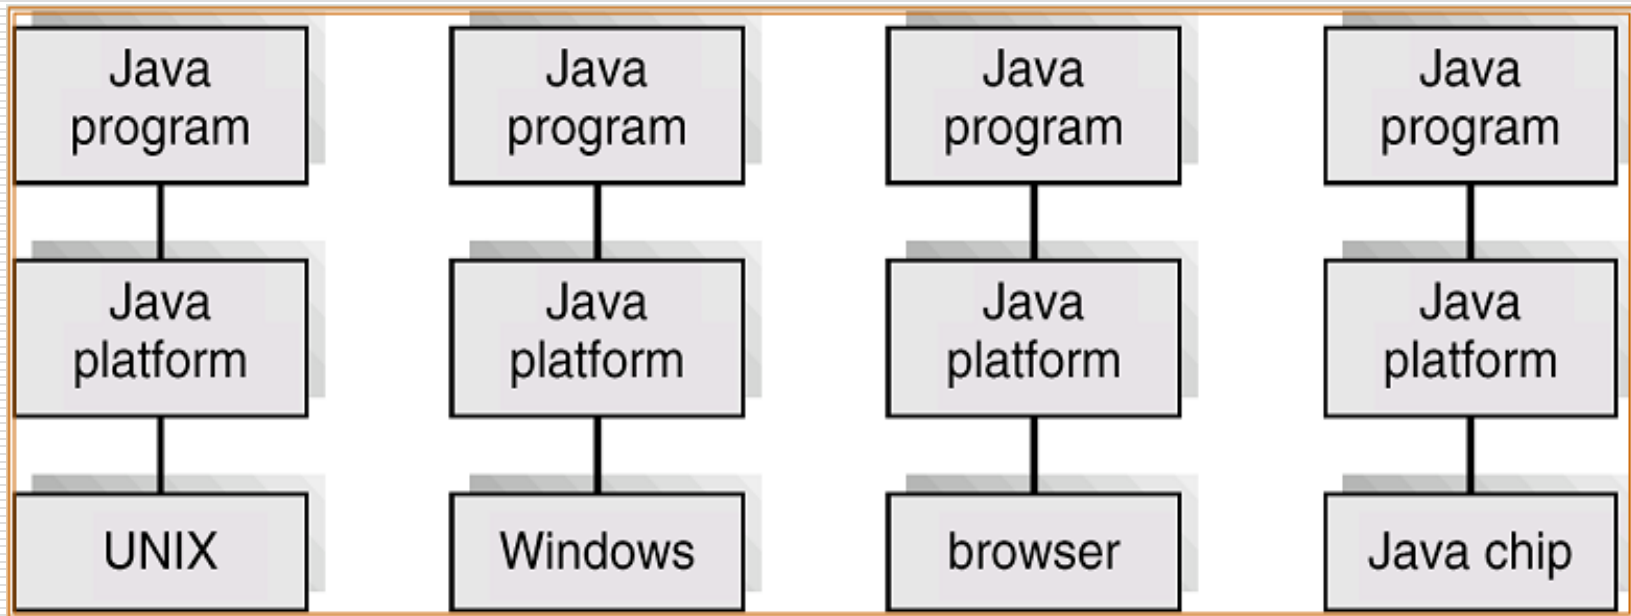 Java
program
Java
program
Java
program
Java
program
Java
platform
Java
platform
Java
platform
Java
platform
UNIX
Windows
browser
Java chip